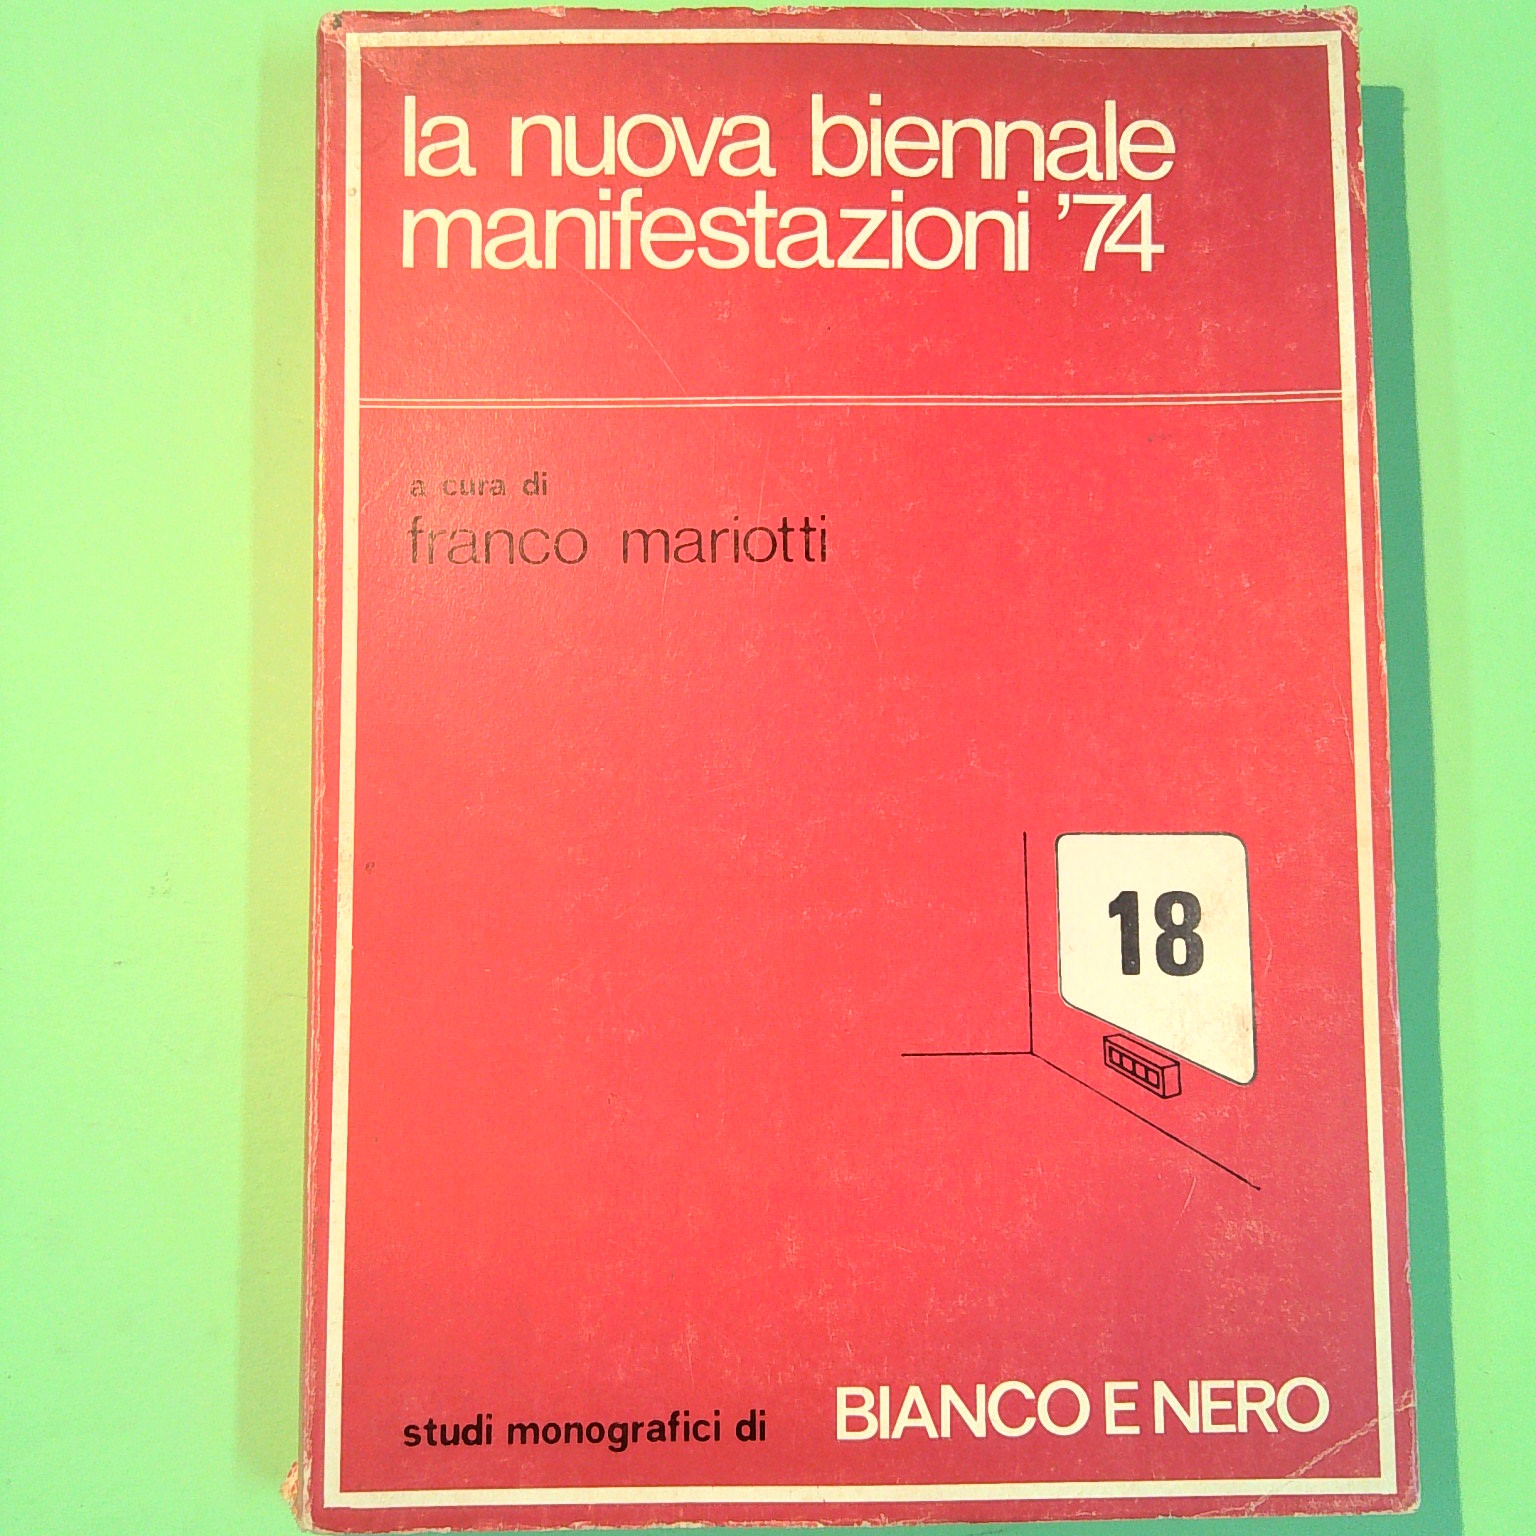 la nuova biennale
manifestazioni '74
a cura di
franco mariotti
18
studi monografici di BIANCO E NERO